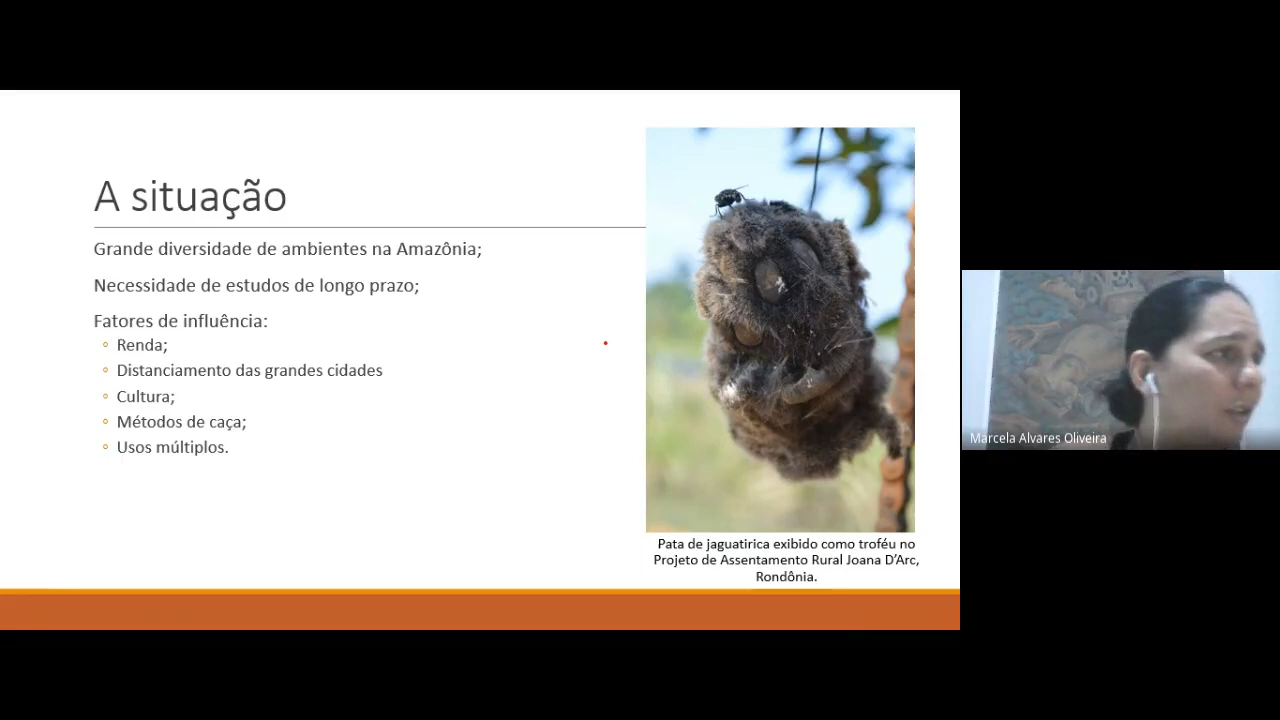 A situação
Grande diversidade de ambientes na Amazônia;
Necessidade de estudos de longo prazo;
Fatores de influência:
Renda;
Distanciamento das grandes cidades
Cultura;
Métodos de caça;
Usos múltiplos.
Pata de jaguatirica exibido como troféu no
Projeto de Assentamento Rural Joana D’Arc,
Rondônia.
Marcela Alvares Oliveira